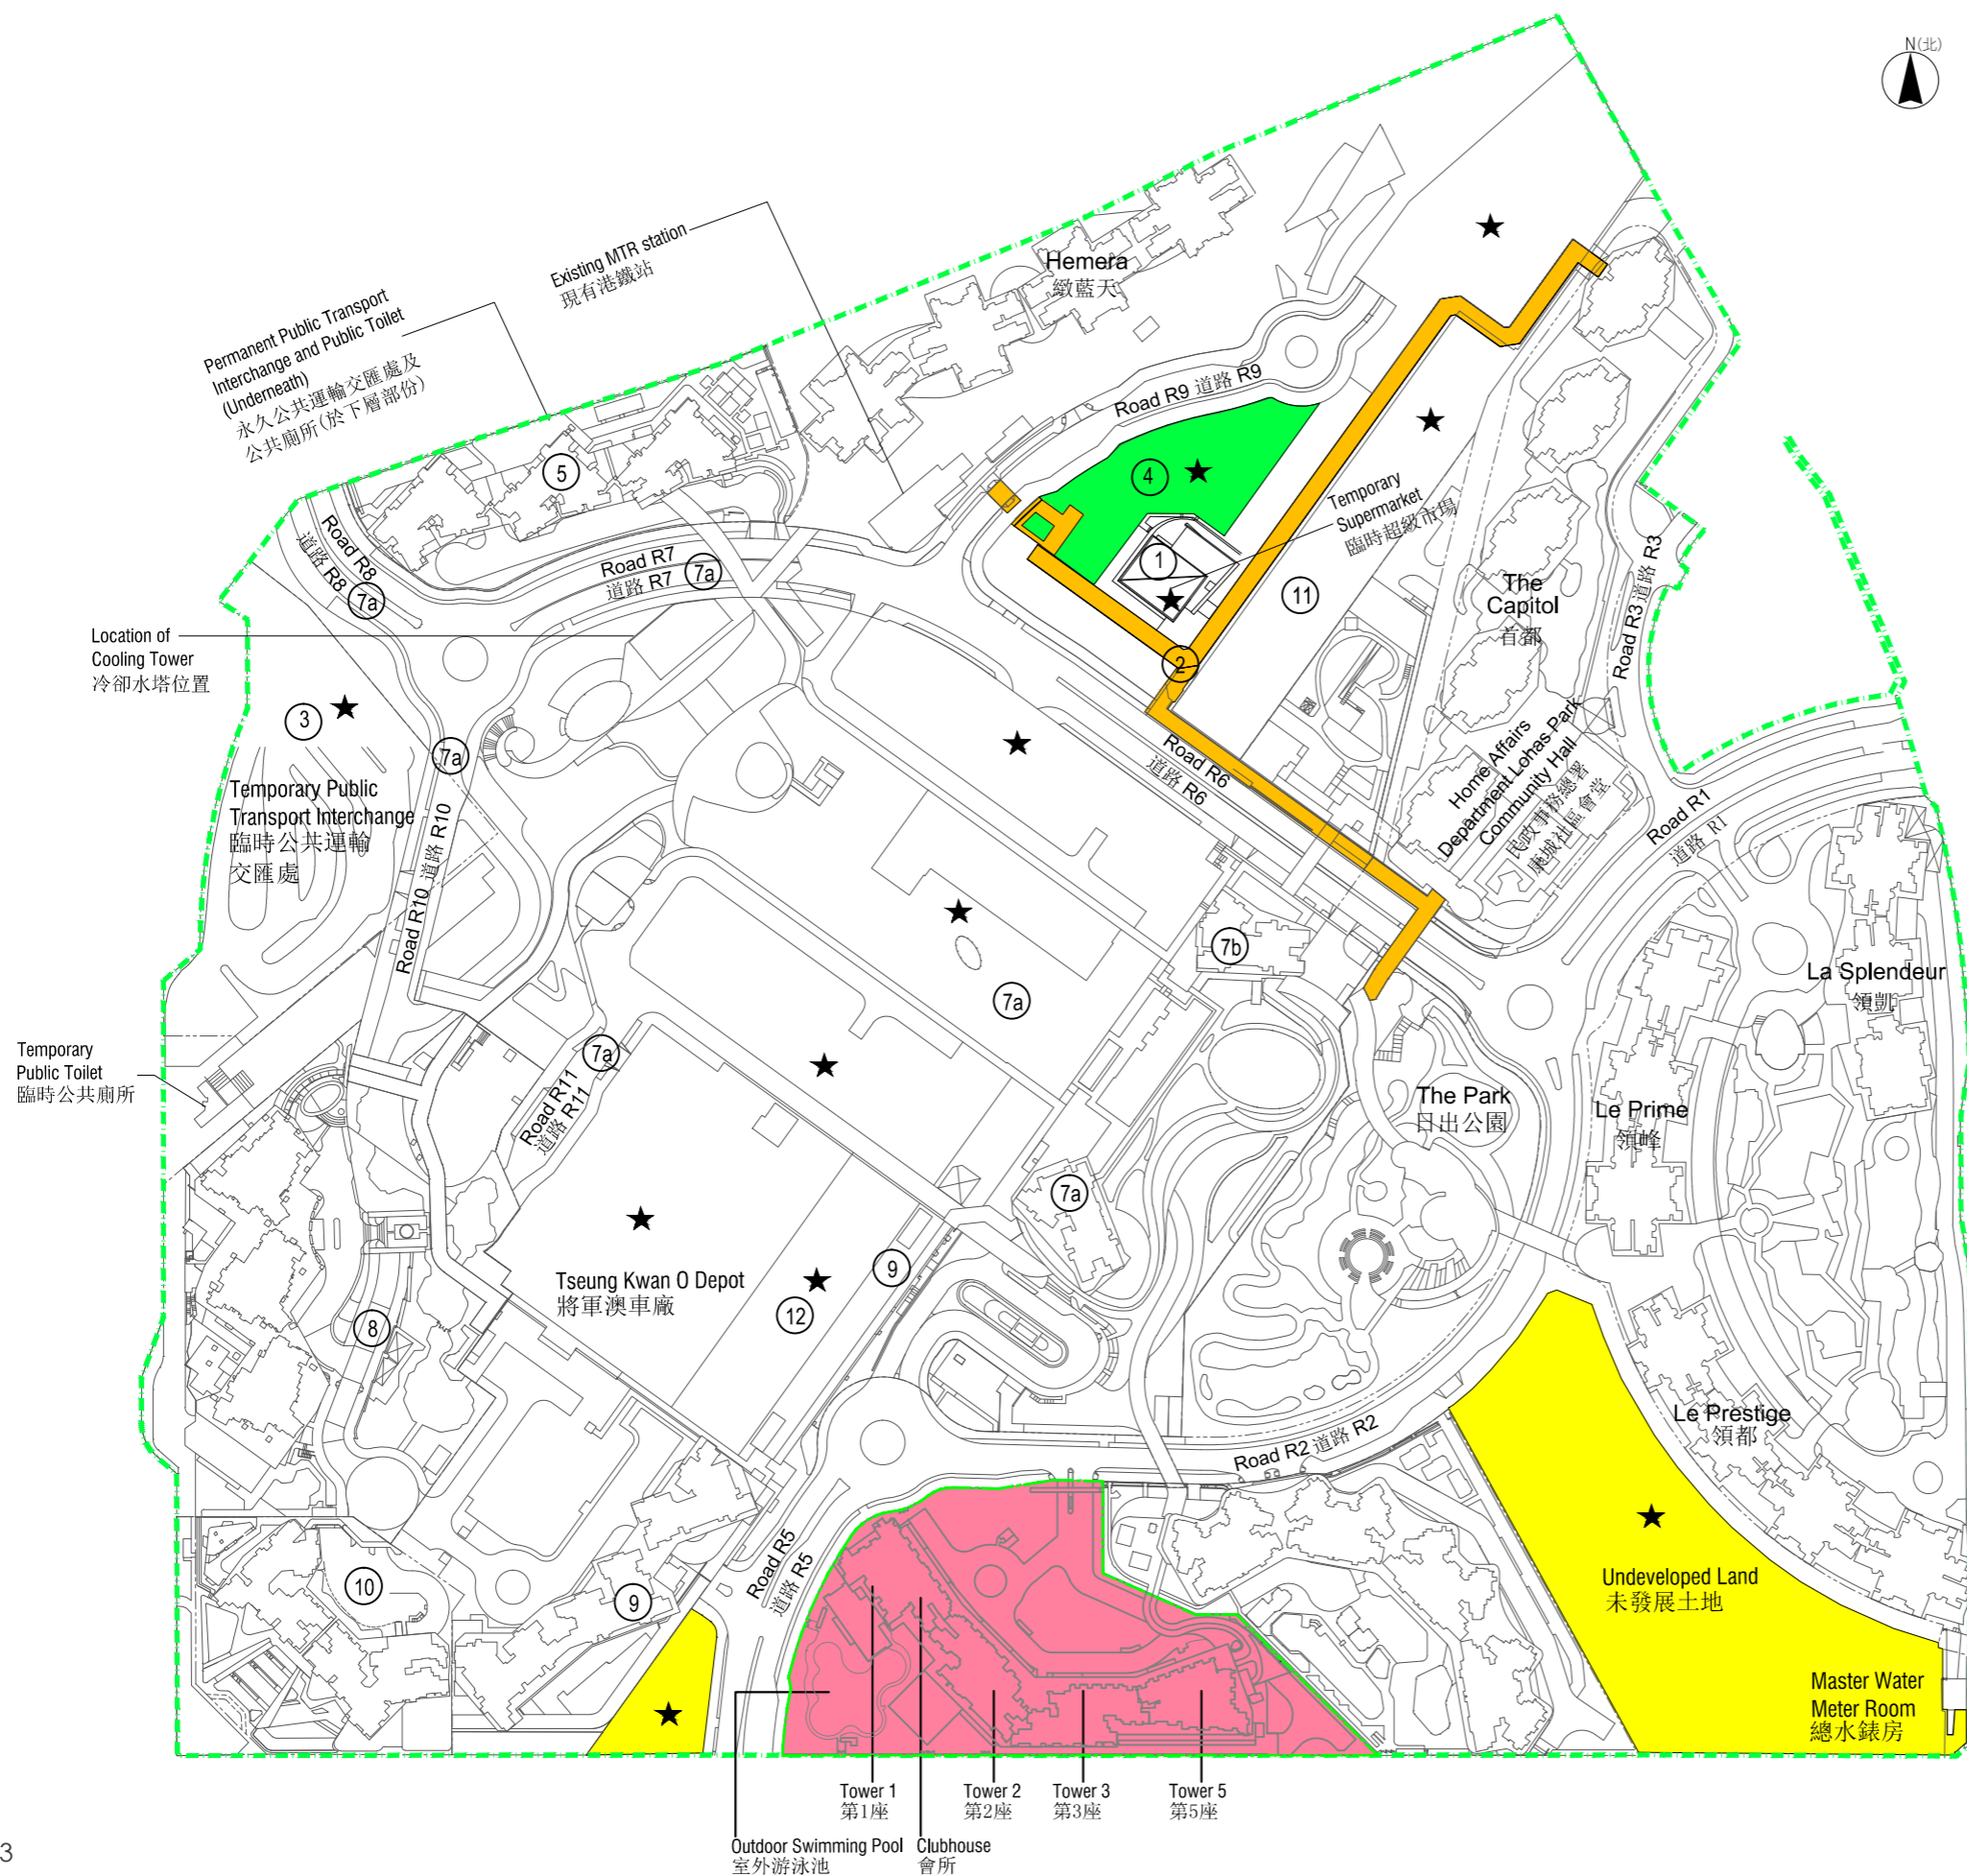 N(北)
Existing MTR station
現有港鐵站
Permanent Public Transport
Interchange and Public Toilet
(Underneath)
永久公共運輸交匯處及
公共廁所(於下層部份)
Hemera
緻藍天
Road R9 道路 R9
4
5
Temporary
Supermarket
臨時超級市場
1
Road R8
道路 R8
7a
Road R7
道路 R7
7a
11
The
Capitol
首都
Road R3 道路 R3
Location of
Cooling Tower
冷卻水塔位置
2
3
7a
Road R6
道路 R6
Home Affairs
Department Lohas Park
Community Hall
民政事務總署
康城社區會堂
Road R1
道路 R1
Temporary Public
Transport Interchange
臨時公共運輸
交匯處
Road R10 道路 R10
7b
7a
La Splendeur
領凱
Temporary
Public Toilet
臨時公共廁所
7a
Road R11
道路 R11
The Park
日出公園
Le Prime
領峰
7a
Tseung Kwan O Depot
將軍澳車廠
9
12
8
Le Prestige
領都
Road R2 道路 R2
Road R5
道路 R5
10
9
Undeveloped Land
未發展土地
Master Water
Meter Room
總水錶房
Tower 1
第1座
Tower 2
第2座
Tower 3
第3座
Tower 5
第5座
Outdoor Swimming Pool
室外游泳池
Clubhouse
會所
3